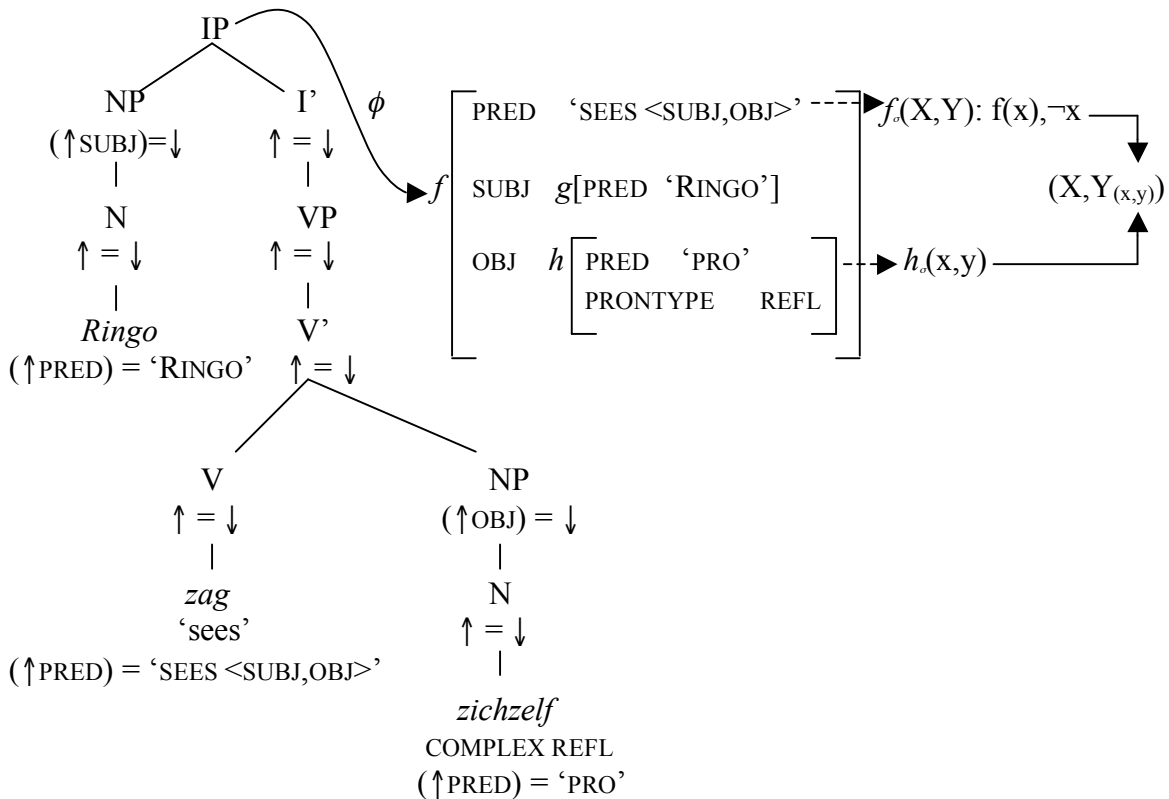 IP
NP I’ ϕ
(↑SUBJ)=↓ ↑ = ↓
N VP
↑ = ↓ ↑ = ↓
Ringo V’
(↑PRED) = ‘RINGO’ ↑ = ↓
V NP
↑ = ↓ (↑OBJ) = ↓
zag N
‘sees’ ↑ = ↓
(↑PRED) = ‘SEES <SUBJ,OBJ>’
zichzelf
COMPLEX REFL
(↑PRED) = ‘PRO’
PRED ‘SEES <SUBJ,OBJ>’ fσ(X,Y): f(x),¬x
f SUBJ g[PRED ‘RINGO’] (X,Y(x,y))
OBJ h PRED ‘PRO’ hσ(x,y)
PRONTYPE REFL